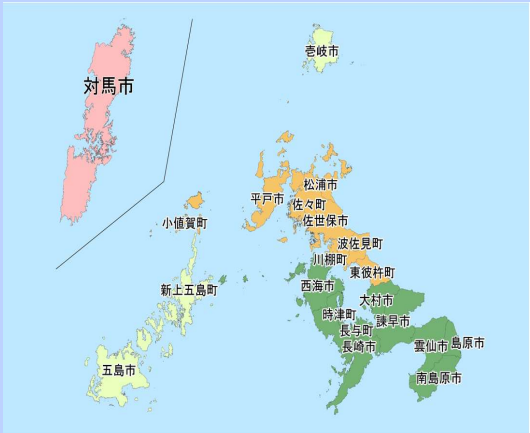 対馬市
壱岐市
松浦市
平戸市
佐々町
佐世保市
小値賀町
波佐見町
川棚町
東彼杵町
西海市
新上五島町
大村市
時津町
諫早市
長与町
長崎市
雲仙市
島原市
五島市
南島原市